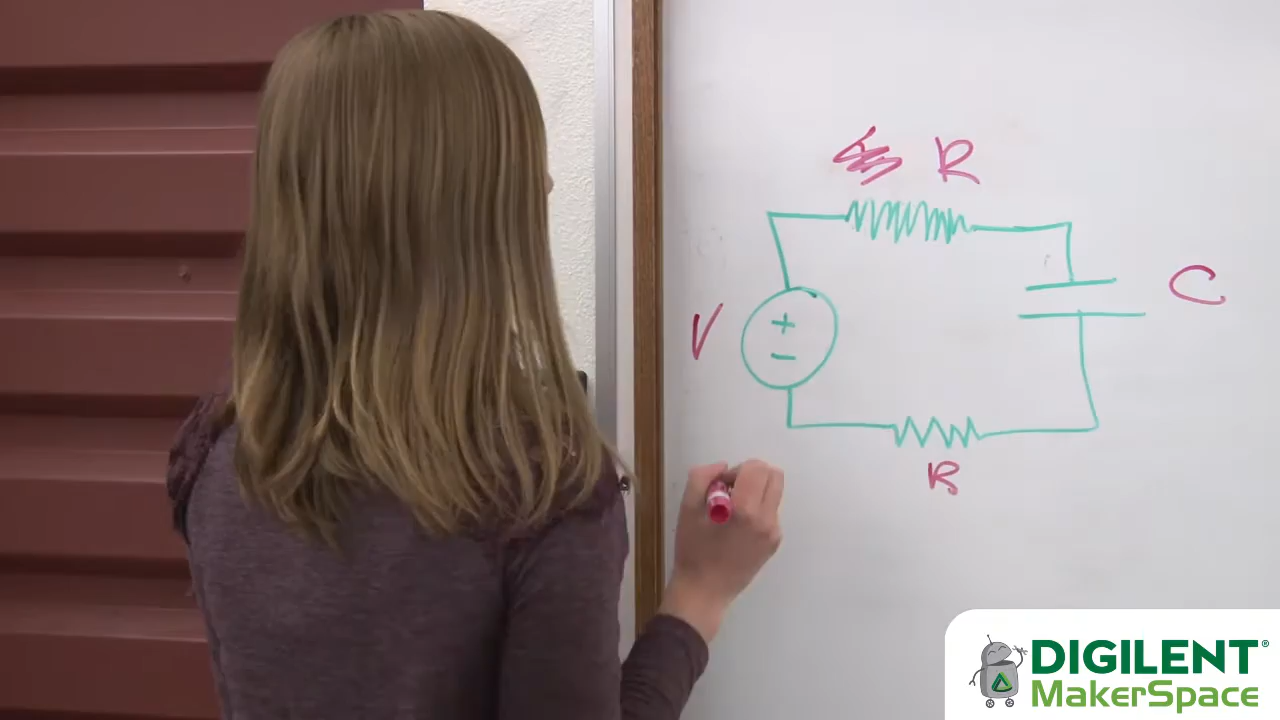 R
V
+
−
C
R
DIGILENT®
MakerSpace